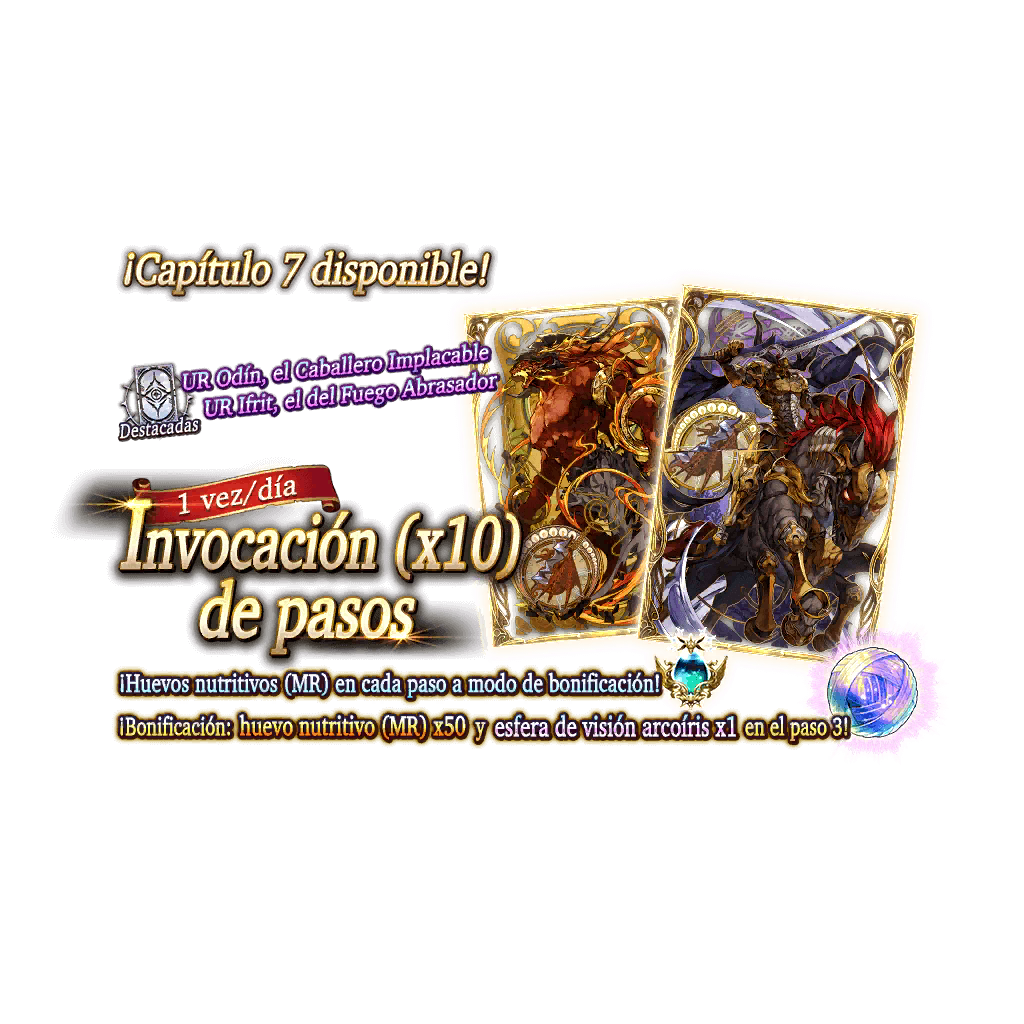 ¡Capítulo 7 disponible!
UR Odín, el Caballero Implacable
UR Ifrit, el del Fuego Abrasador
Destacadas
1 vez/día
Invocación (x10)
de pasos
¡Huevos nutritivos (MR) en cada paso a modo de bonificación!
¡Bonificación: huevo nutritivo (MR) x50 y esfera de visión arcoíris x1 en el paso 3!